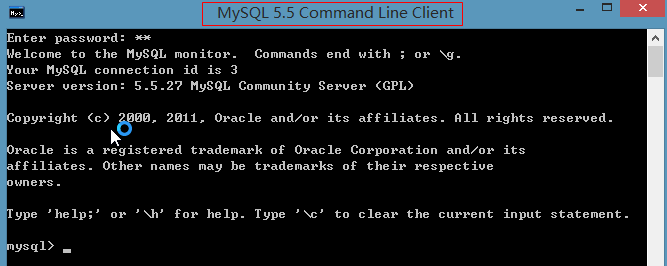 MySQL 5.5 Command Line Client
Enter password: **
Welcome to the MySQL monitor.  Commands end with ; or \g.
Your MySQL connection id is 3
Server version: 5.5.27 MySQL Community Server (GPL)
Copyright (c) 2000, 2011, Oracle and/or its affiliates. All rights reserved.
Oracle is a registered trademark of Oracle Corporation and/or its
affiliates. Other names may be trademarks of their respective
owners.
Type 'help;' or '\h' for help. Type '\c' to clear the current input statement.
mysql> _